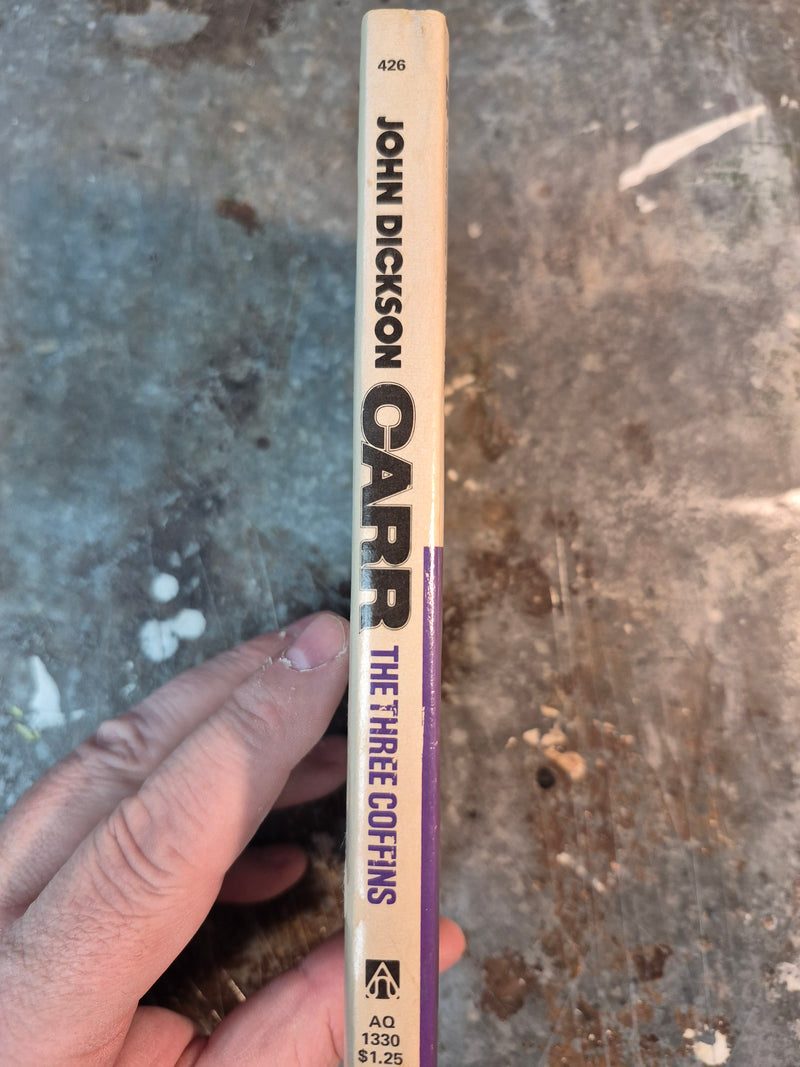 426
JOHN DICKSON
CARR
THE THREE COFFINS
AQ
1330
$1.25